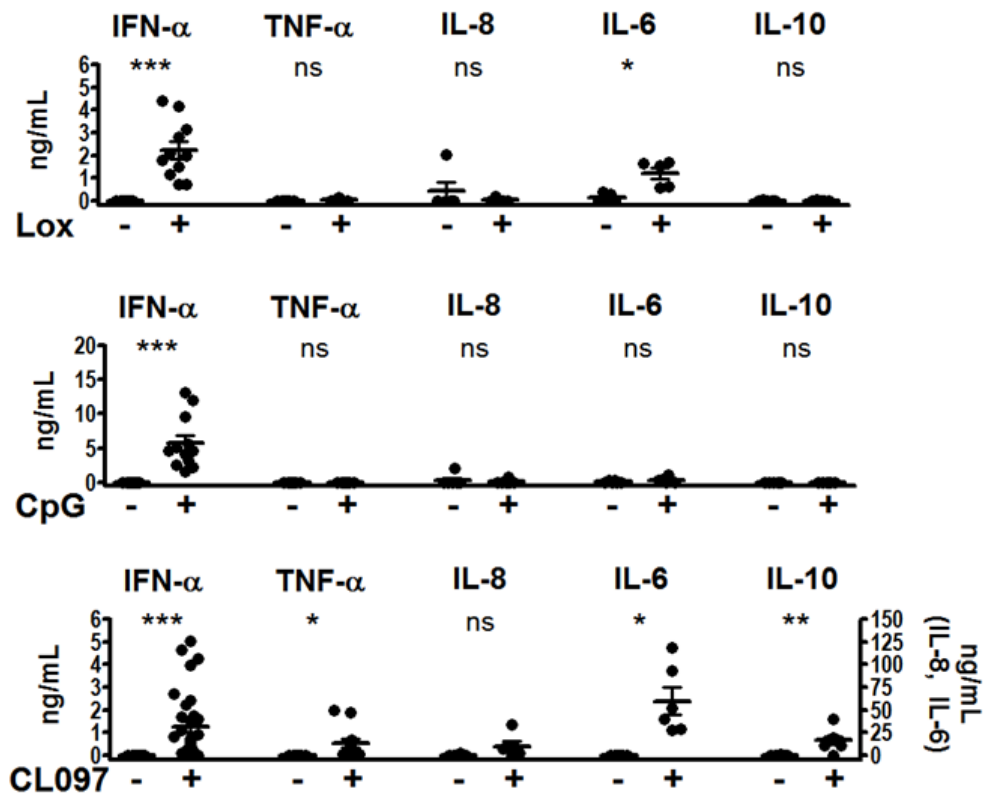 IFN-α TNF-α IL-8 IL-6 IL-10
*** ns ns * ns
6
5
4
3
2
1
0
ng/mL
Lox - + - + - + - + - +
IFN-α TNF-α IL-8 IL-6 IL-10
*** ns ns ns ns
20
15
10
5
0
ng/mL
CpG - + - + - + - + - +
IFN-α TNF-α IL-8 IL-6 IL-10
*** * ns * **
6 150
5 125
4 100
3 75
2 50
1 25
0 0
ng/mL
ng/mL
(IL-8, IL-6)
CL097 - + - + - + - + - +